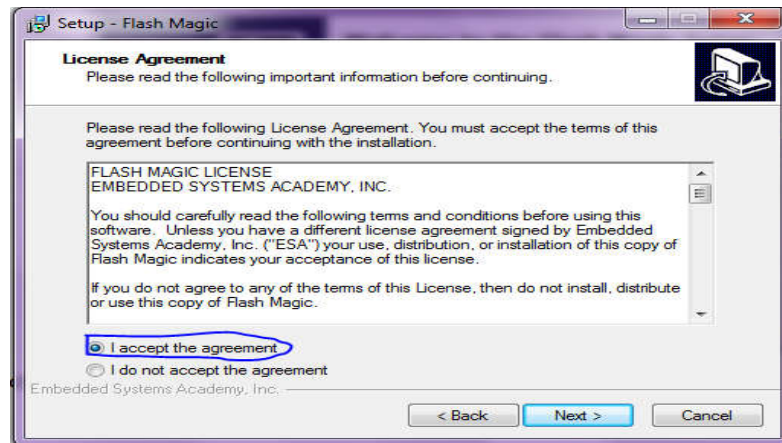 Setup - Flash Magic
License Agreement
Please read the following important information before continuing.
Please read the following License Agreement. You must accept the terms of this
agreement before continuing with the installation.
FLASH MAGIC LICENSE
EMBEDDED SYSTEMS ACADEMY, INC.
You should carefully read the following terms and conditions before using this
software. Unless you have a different license agreement signed by Embedded
Systems Academy, Inc. ("ESA") your use, distribution, or installation of this copy of
Flash Magic indicates your acceptance of this license.
If you do not agree to any of the terms of this License, then do not install, distribute
or use this copy of Flash Magic.
I accept the agreement
I do not accept the agreement
Embedded Systems Academy, Inc.
< Back Next > Cancel